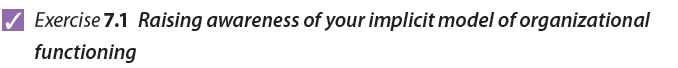 Exercise 7.1 Raising awareness of your implicit model of organizational
functioning